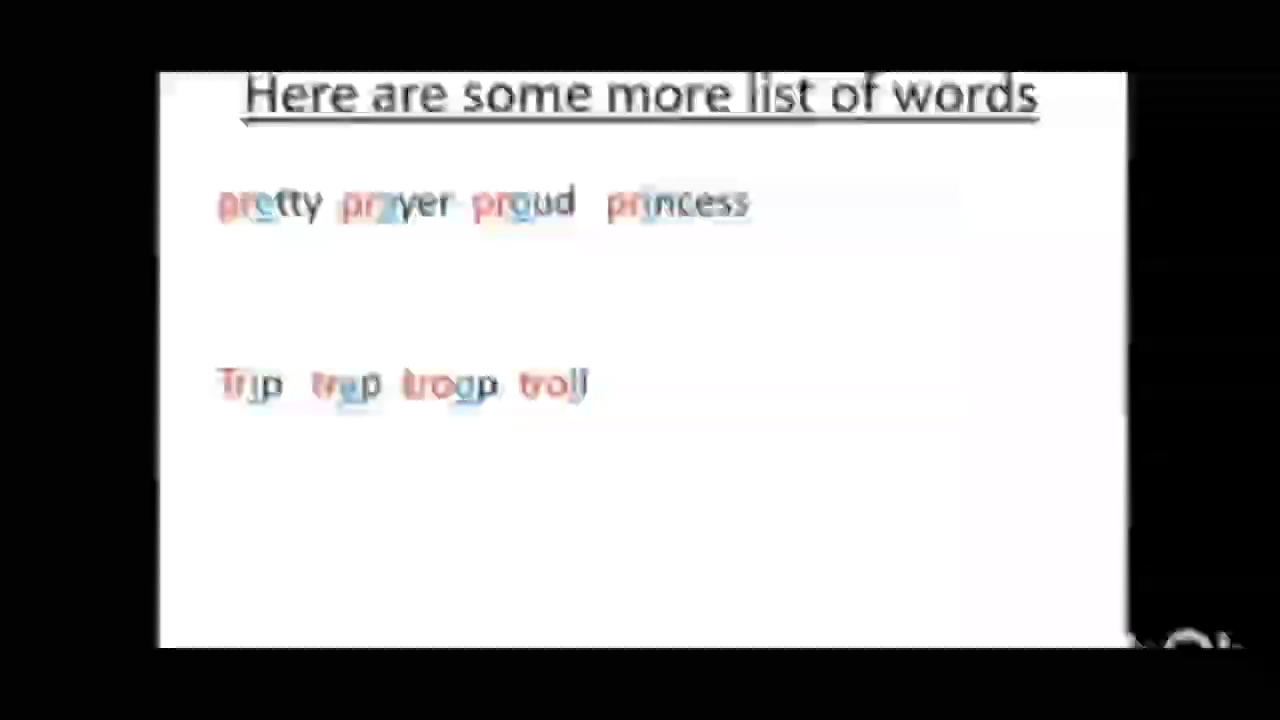 Here are some more list of words
pretty prayer proud princess
Trip trap troop troll